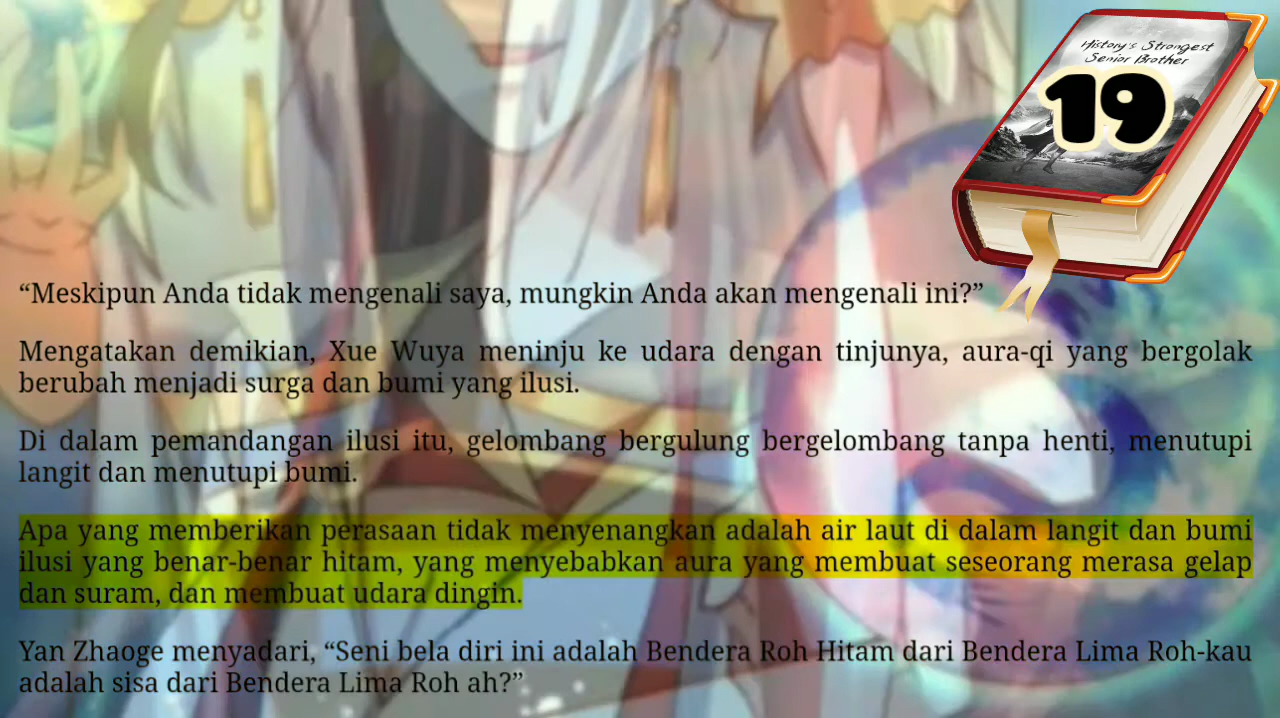 History's Strongest
Senior Brother
19
“Meskipun Anda tidak mengenali saya, mungkin Anda akan mengenali ini?”
Mengatakan demikian, Xue Wuya meninju ke udara dengan tinjunya, aura-qi yang bergolak
berubah menjadi surga dan bumi yang ilusi.
Di dalam pemandangan ilusi itu, gelombang bergulung bergelombang tanpa henti, menutupi
langit dan menutupi bumi.
Apa yang memberikan perasaan tidak menyenangkan adalah air laut di dalam langit dan bumi
ilusi yang benar-benar hitam, yang menyebabkan aura yang membuat seseorang merasa gelap
dan suram, dan membuat udara dingin.
Yan Zhaoge menyadari, “Seni bela diri ini adalah Bendera Roh Hitam dari Bendera Lima Roh-kau
adalah sisa dari Bendera Lima Roh ah?”